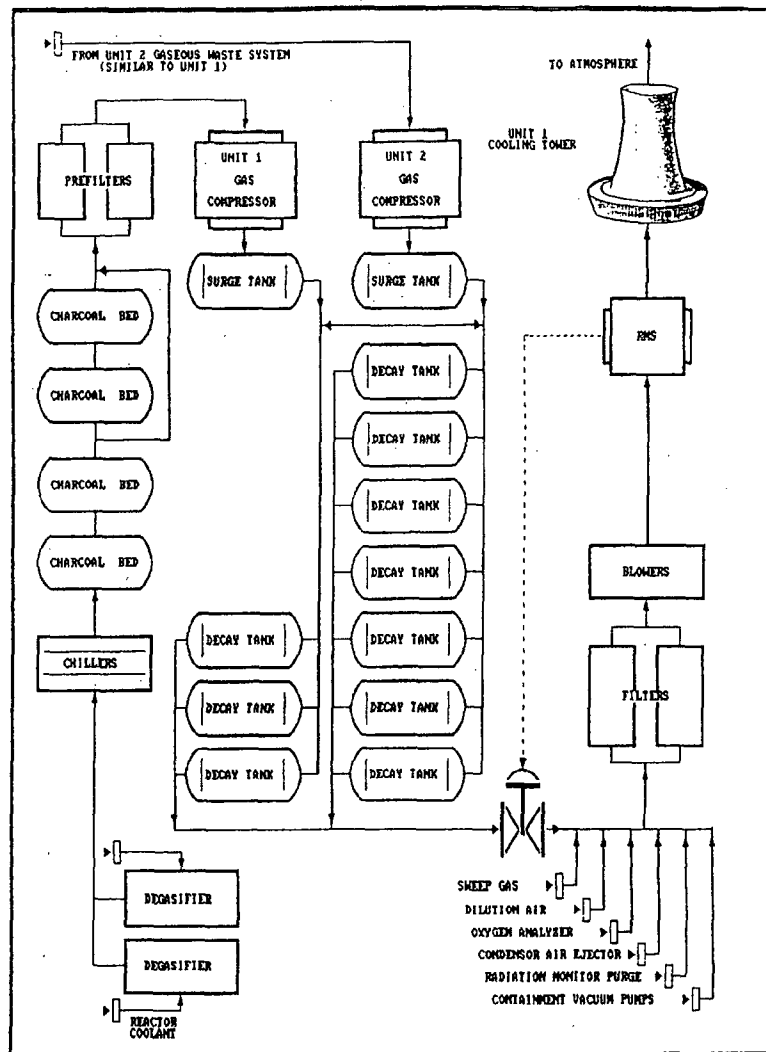 FROM UNIT 2 GASEOUS WASTE SYSTEM
(SIMILAR TO UNIT 1)
TO ATMOSPHERE
UNIT 1
COOLING TOWER
PREFILTERS
UNIT 1
GAS
COMPRESSOR
UNIT 2
GAS
COMPRESSOR
SURGE TANK
SURGE TANK
CHARCOAL BED
CHARCOAL BED
CHARCOAL BED
CHARCOAL BED
RMS
DECAY TANK
DECAY TANK
DECAY TANK
DECAY TANK
DECAY TANK
DECAY TANK
DECAY TANK
DECAY TANK
DECAY TANK
DECAY TANK
BLOWERS
CHILLERS
FILTERS
DEGASIFIER
DEGASIFIER
REACTOR
COOLANT
SWEEP GAS
DILUTION AIR
OXYGEN ANALYZER
CONDENSOR AIR EJECTOR
RADIATION MONITOR PURGE
CONTAINMENT VACUUM PUMPS